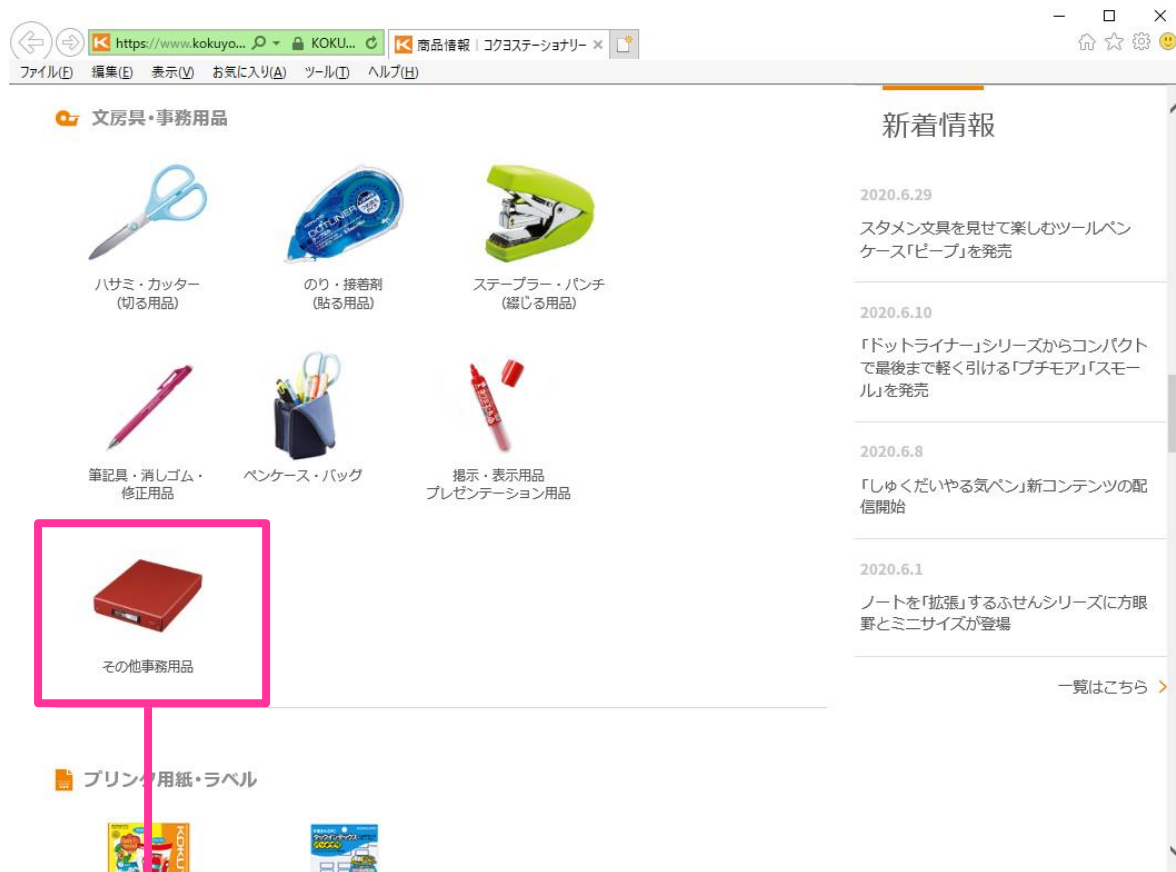 https://www.kokuyo...
KOKU...
商品情報｜コクヨステーショナリー
ファイル(F) 編集(E) 表示(V) お気に入り(A) ツール(T) ヘルプ(H)
文房具・事務用品
ハサミ・カッター
(切る用品)
のり・接着剤
(貼る用品)
ステープラー・パンチ
(綴じる用品)
DOTLINER
筆記具・消しゴム・
修正用品
ペンケース・バッグ
掲示・表示用品
プレゼンテーション用品
その他事務用品
プリンタ用紙・ラベル
KOKU
タックインデックス
新着情報
2020.6.29
スタメン文具を見せて楽しむツールペン
ケース「ピープ」を発売
2020.6.10
「ドットライナー」シリーズからコンパクト
で最後まで軽く引ける「プチモア」「スモー
ル」を発売
2020.6.8
「しゅくだいやる気ペン」新コンテンツの配
信開始
2020.6.1
ノートを「拡張」するふせんシリーズに方眼
罫とミニサイズが登場
一覧はこちら